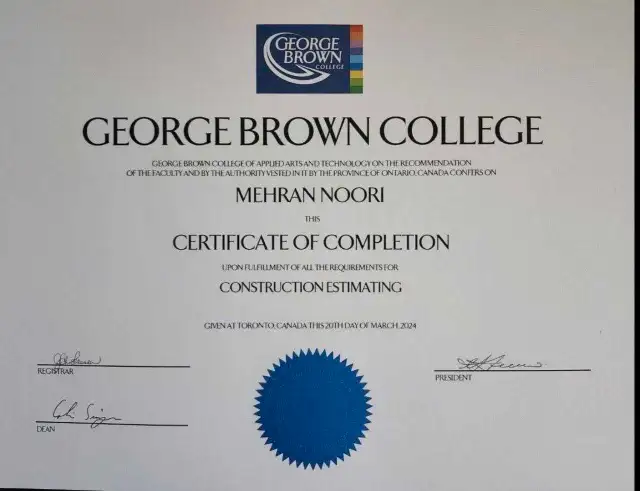 GEORGE
BROWN
COLLEGE
GEORGE BROWN COLLEGE
GEORGE BROWN COLLEGE OF APPLIED ARTS AND TECHNOLOGY ON THE RECOMMENDATION
OF THE FACULTY AND BY THE AUTHORITY VESTED IN IT BY THE PROVINCE OF ONTARIO, CANADA CONFERS ON
MEHRAN NOORI
THIS
CERTIFICATE OF COMPLETION
UPON FULFILLMENT OF ALL THE REQUIREMENTS FOR
CONSTRUCTION ESTIMATING
GIVEN AT TORONTO, CANADA THIS 20TH DAY OF MARCH, 2024
REGISTRAR
PRESIDENT
DEAN